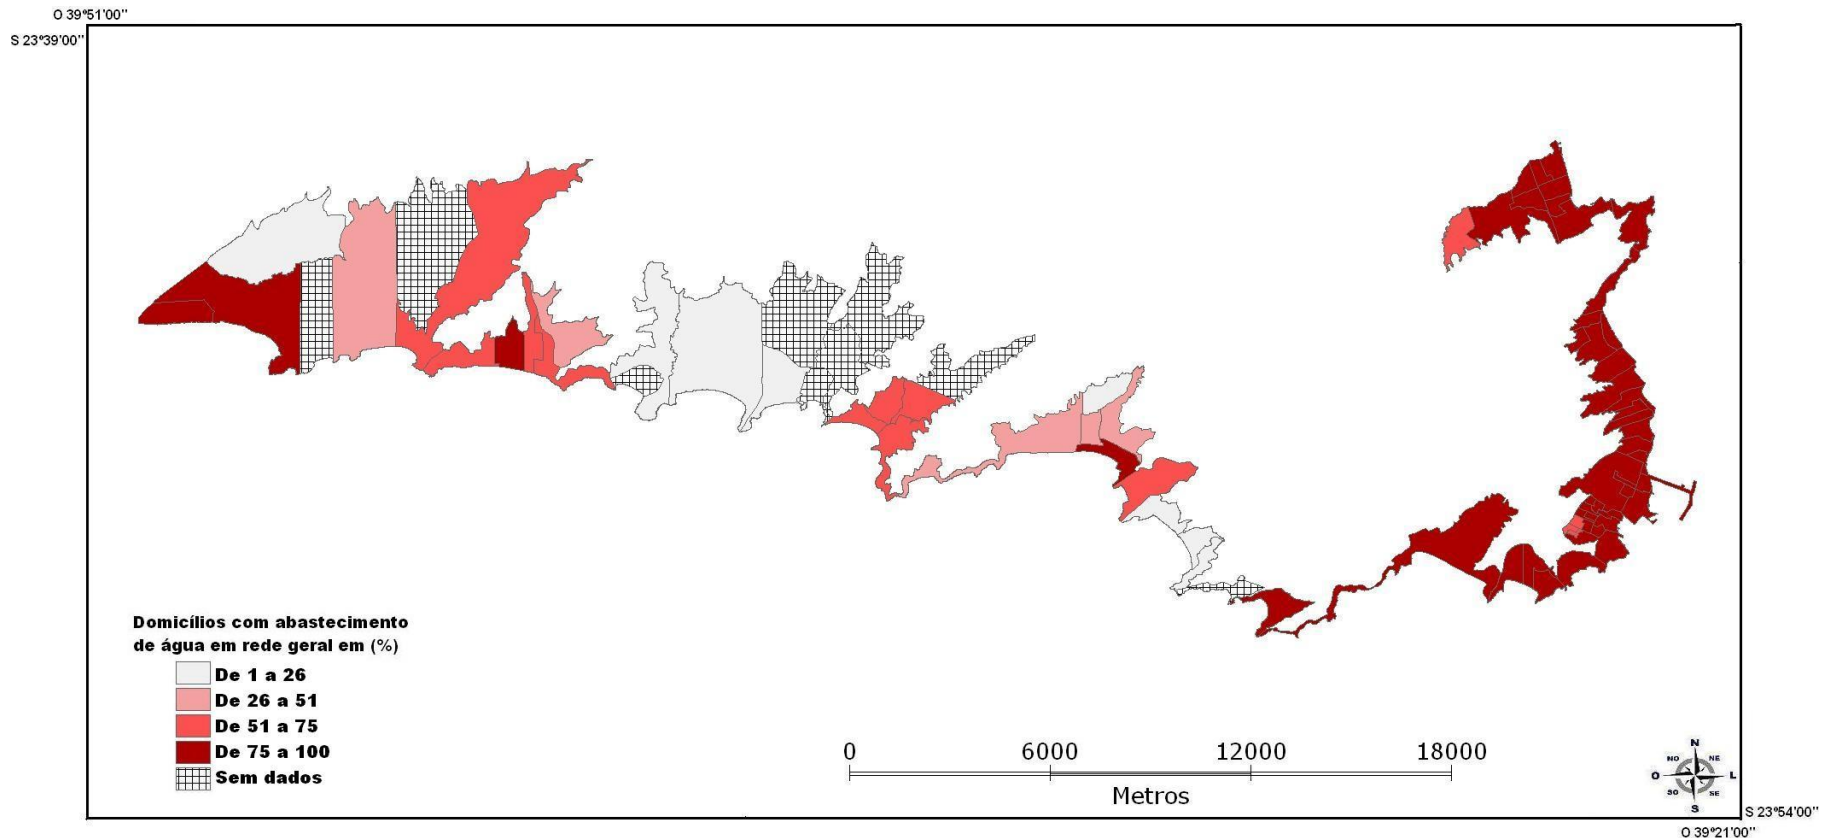 O 39°51'00''
S 23°39'00''
Domicílios com abastecimento
de água em rede geral em (%)
De 1 a 26
De 26 a 51
De 51 a 75
De 75 a 100
Sem dados
0 6000 12000 18000
Metros
N
NO NE
O L
SO SE
S
S 23°54'00''
O 39°21'00''